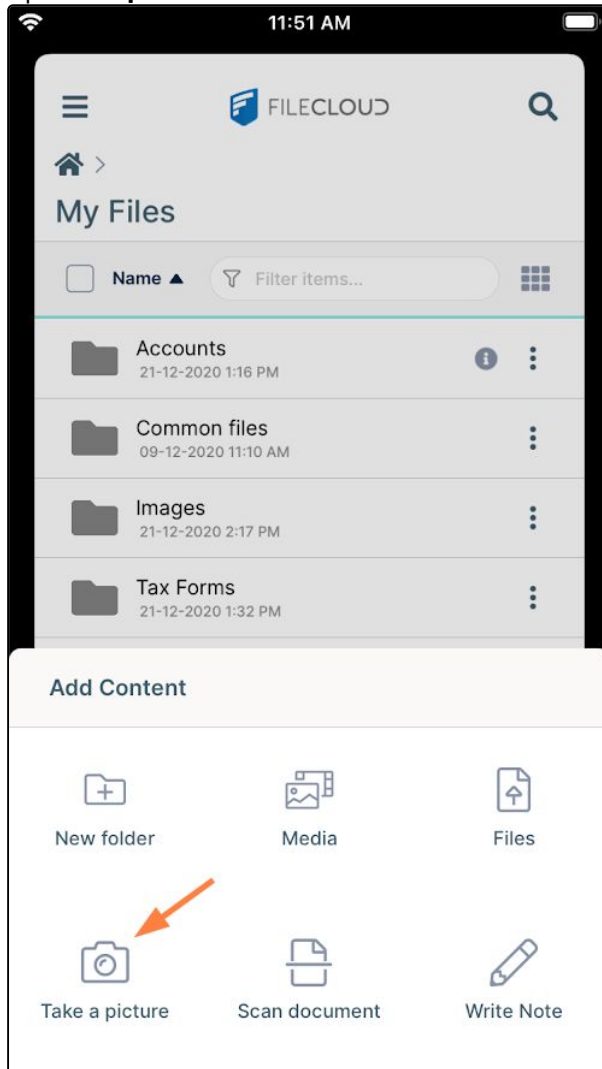 11:51 AM
FILECLOUD
My Files
Name ▲ Filter items...
Accounts
21-12-2020 1:16 PM
Common files
09-12-2020 11:10 AM
Images
21-12-2020 2:17 PM
Tax Forms
21-12-2020 1:32 PM
Add Content
New folder Media Files
Take a picture Scan document Write Note